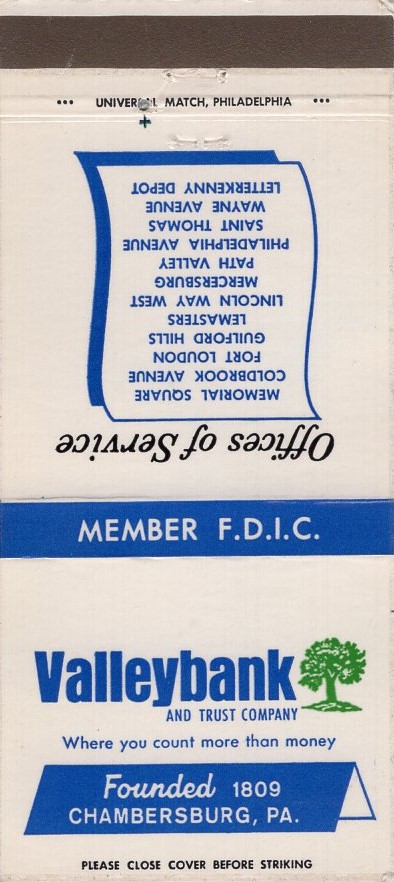 ••• UNIVERSAL MATCH, PHILADELPHIA •••
Offices of Service
MEMORIAL SQUARE
COLDBROOK AVENUE
FORT LOUDON
GUILFORD HILLS
LEMASTERS
LINCOLN WAY WEST
MERCERSBURG
PATH VALLEY
PHILADELPHIA AVENUE
SAINT THOMAS
WAYNE AVENUE
LETTERKENNY DEPOT
MEMBER F.D.I.C.
Valleybank
AND TRUST COMPANY
Where you count more than money
Founded 1809
CHAMBERSBURG, PA.
PLEASE CLOSE COVER BEFORE STRIKING